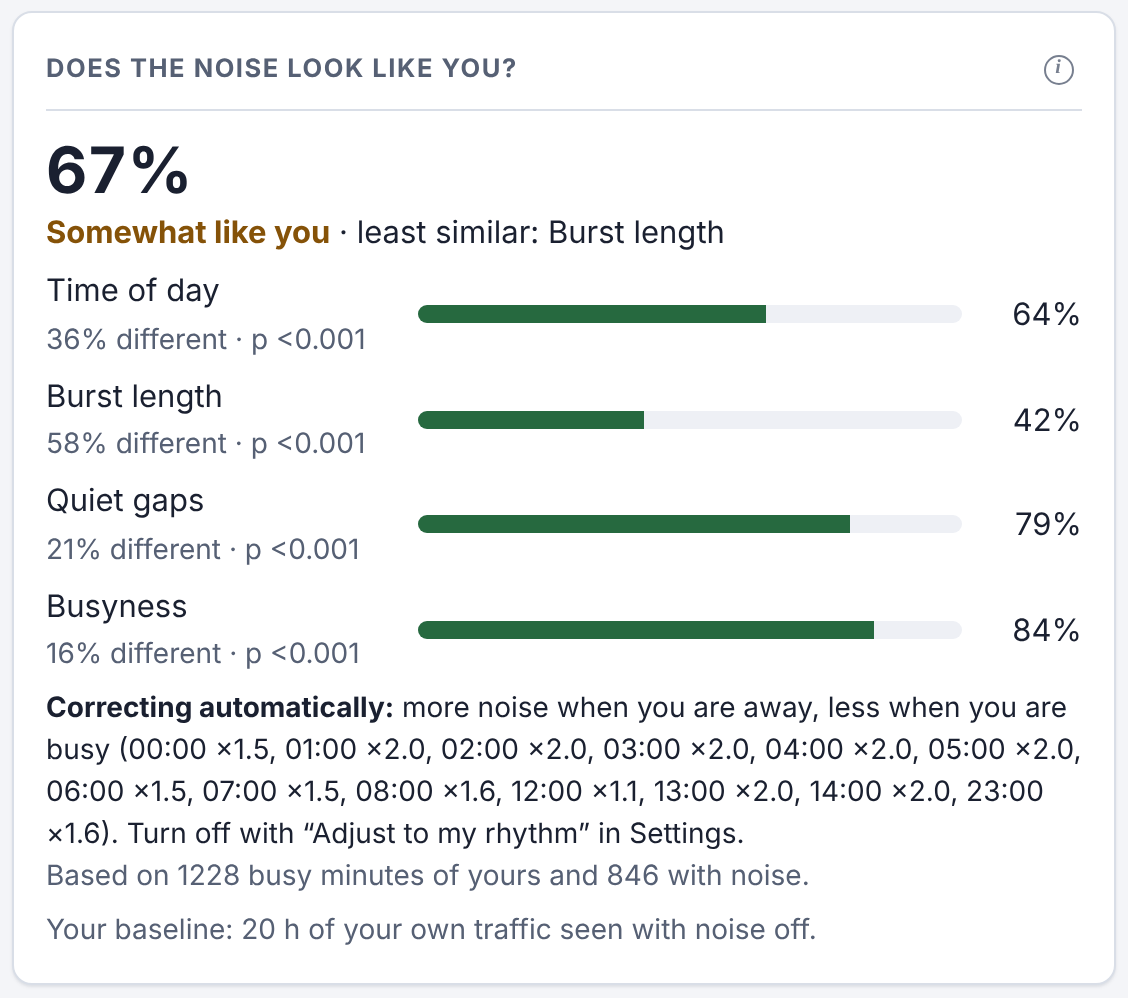 DOES THE NOISE LOOK LIKE YOU?
i
67%
Somewhat like you · least similar: Burst length
Time of day
64%
36% different · p <0.001
Burst length
42%
58% different · p <0.001
Quiet gaps
79%
21% different · p <0.001
Busyness
84%
16% different · p <0.001
Correcting automatically: more noise when you are away, less when you are
busy (00:00 ×1.5, 01:00 ×2.0, 02:00 ×2.0, 03:00 ×2.0, 04:00 ×2.0, 05:00 ×2.0,
06:00 ×1.5, 07:00 ×1.5, 08:00 ×1.6, 12:00 ×1.1, 13:00 ×2.0, 14:00 ×2.0, 23:00
×1.6). Turn off with “Adjust to my rhythm” in Settings.
Based on 1228 busy minutes of yours and 846 with noise.
Your baseline: 20 h of your own traffic seen with noise off.